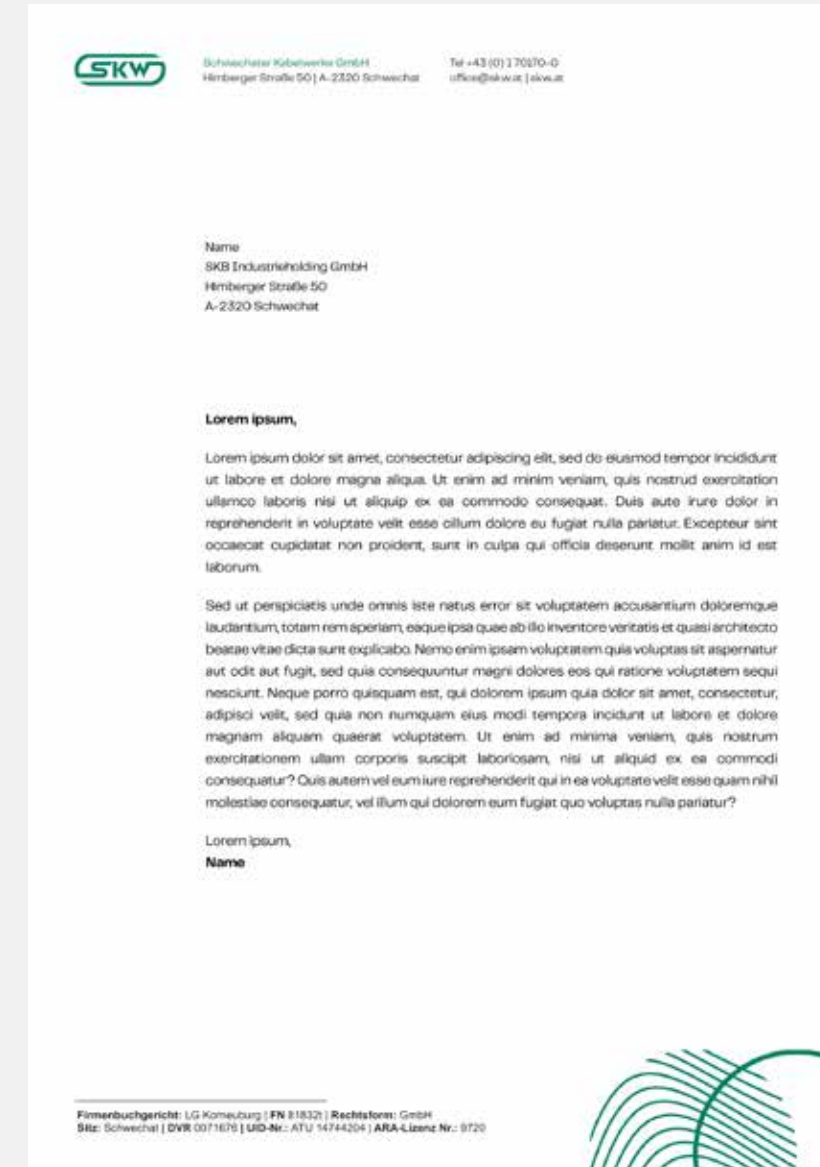 SKW
Schwechater Kabelwerke GmbH
Himberger Straße 50 | A-2320 Schwechat
Tel +43 (0) 1 70170-0
office@skw.at | skw.at
Name
SKB Industrieholding GmbH
Himberger Straße 50
A-2320 Schwechat
Lorem ipsum,
Lorem ipsum dolor sit amet, consectetur adipiscing elit, sed do eiusmod tempor incididunt
ut labore et dolore magna aliqua. Ut enim ad minim veniam, quis nostrud exercitation
ullamco laboris nisi ut aliquip ex ea commodo consequat. Duis aute irure dolor in
reprehenderit in voluptate velit esse cillum dolore eu fugiat nulla pariatur. Excepteur sint
occaecat cupidatat non proident, sunt in culpa qui officia deserunt mollit anim id est
laborum.
Sed ut perspiciatis unde omnis iste natus error sit voluptatem accusantium doloremque
laudantium, totam rem aperiam, eaque ipsa quae ab illo inventore veritatis et quasi architecto
beatae vitae dicta sunt explicabo. Nemo enim ipsam voluptatem quia voluptas sit aspernatur
aut odit aut fugit, sed quia consequuntur magni dolores eos qui ratione voluptatem sequi
nesciunt. Neque porro quisquam est, qui dolorem ipsum quia dolor sit amet, consectetur,
adipisci velit, sed quia non numquam eius modi tempora incidunt ut labore et dolore
magnam aliquam quaerat voluptatem. Ut enim ad minima veniam, quis nostrum
exercitationem ullam corporis suscipit laboriosam, nisi ut aliquid ex ea commodi
consequatur? Quis autem vel eum iure reprehenderit qui in ea voluptate velit esse quam nihil
molestiae consequatur, vel illum qui dolorem eum fugiat quo voluptas nulla pariatur?
Lorem ipsum,
Name
Firmenbuchgericht: LG Korneuburg | FN 81832t | Rechtsform: GmbH
Sitz: Schwechat | DVR 0071676 | UID-Nr.: ATU 14744204 | ARA-Lizenz Nr.: 9720